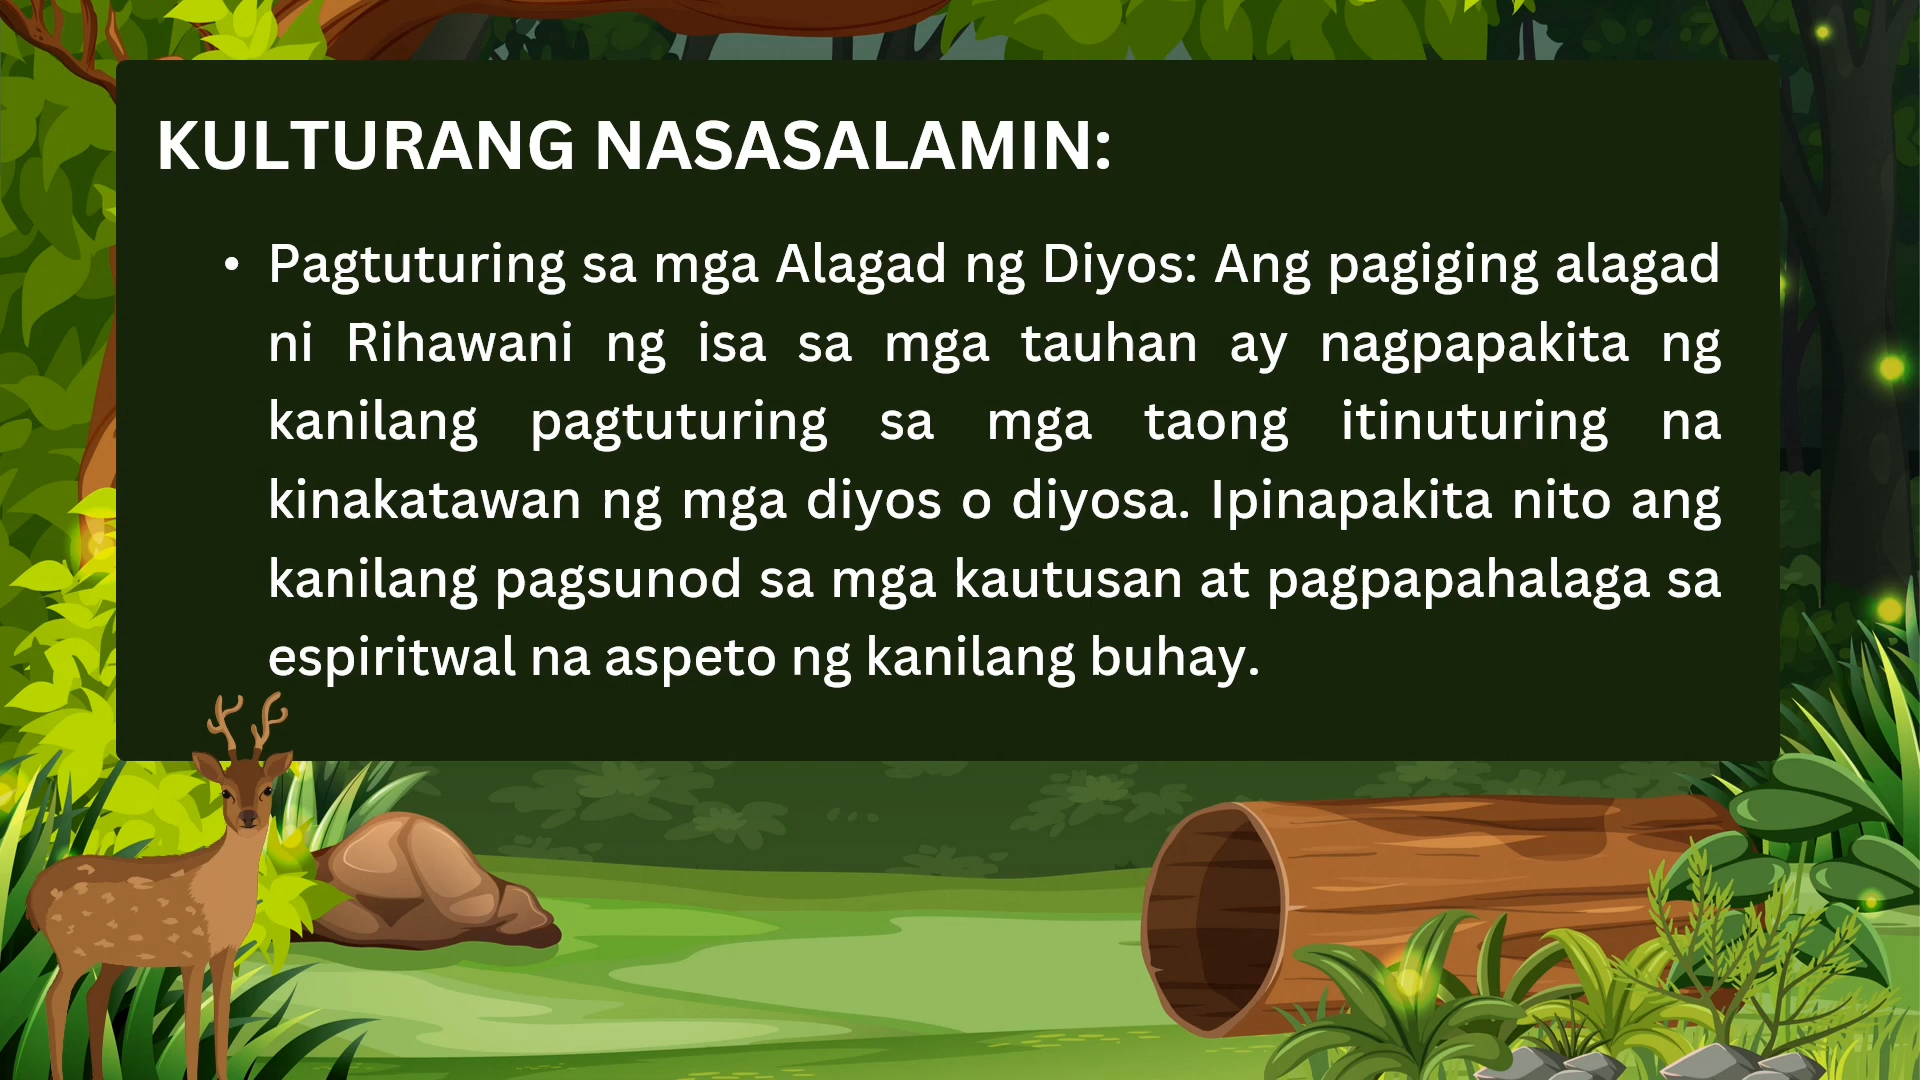 KULTURANG NASASALAMIN:
• Pagtuturing sa mga Alagad ng Diyos: Ang pagiging alagad
ni Rihawani ng isa sa mga tauhan ay nagpapakita ng
kanilang pagtuturing sa mga taong itinuturing na
kinakatawan ng mga diyos o diyosa. Ipinapakita nito ang
kanilang pagsunod sa mga kautusan at pagpapahalaga sa
espiritwal na aspeto ng kanilang buhay.